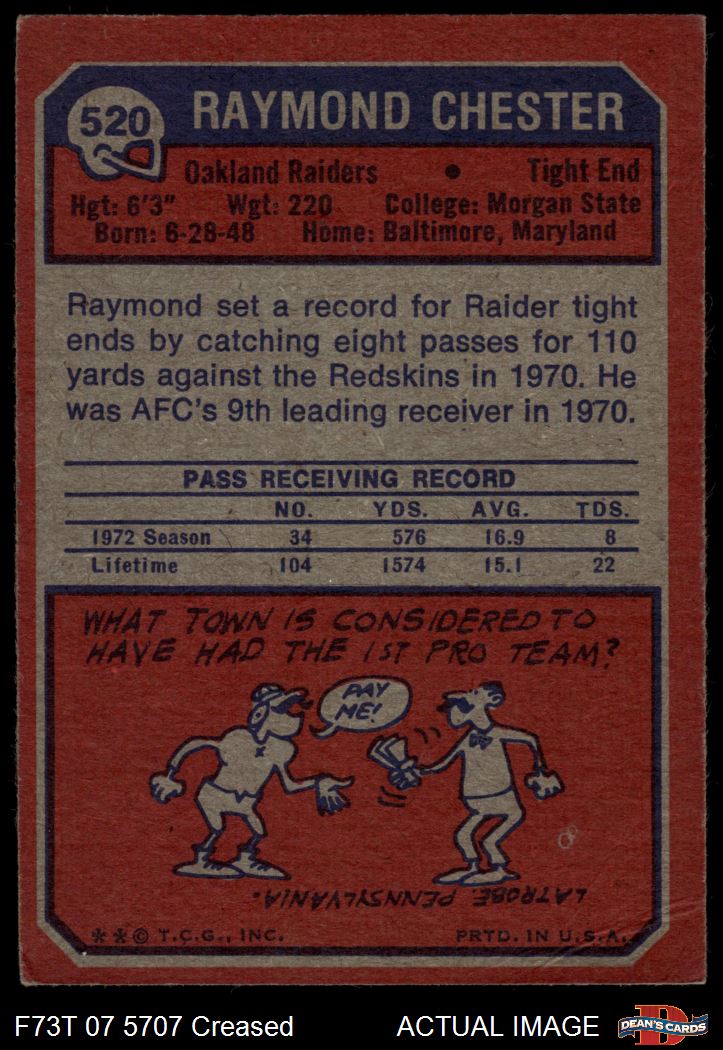 520 RAYMOND CHESTER
Oakland Raiders • Tight End
Hgt: 6'3" Wgt: 220 College: Morgan State
Born: 6-28-48 Home: Baltimore, Maryland
Raymond set a record for Raider tight
ends by catching eight passes for 110
yards against the Redskins in 1970. He
was AFC's 9th leading receiver in 1970.
PASS RECEIVING RECORD
NO. YDS. AVG. TDS.
1972 Season 34 576 16.9 8
Lifetime 104 1574 15.1 22
WHAT TOWN IS CONSIDERED TO
HAVE HAD THE 1ST PRO TEAM?
PAY
ME!
LATROBE, PENNSYLVANIA.
**© T.C.G., INC. PRTD. IN U.S.A.
F73T 07 5707 Creased ACTUAL IMAGE
D
DEAN'S CARDS